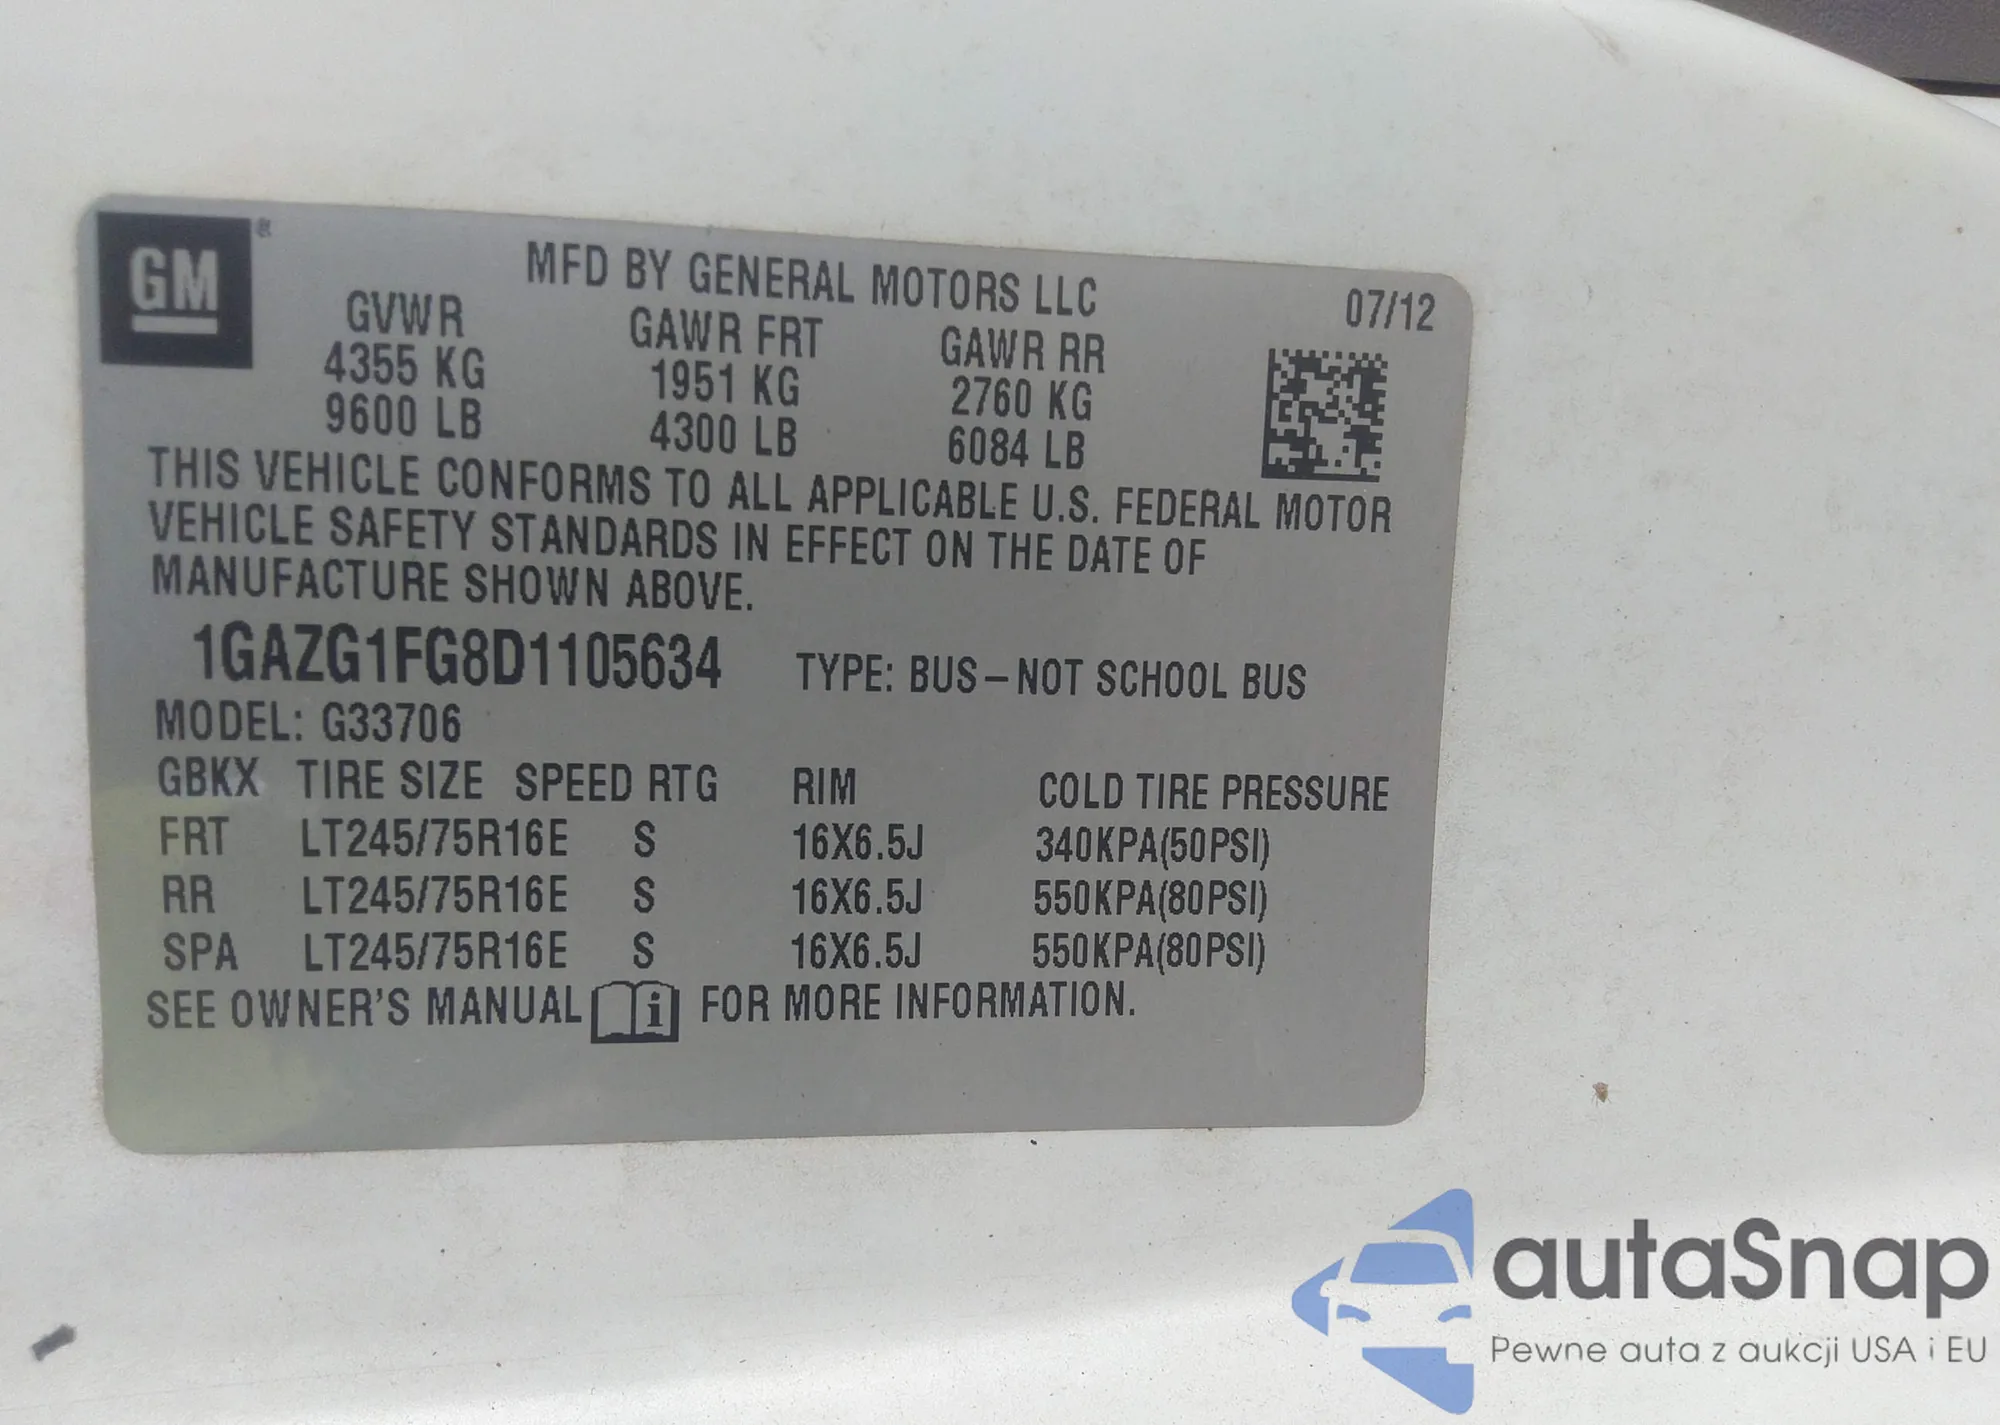 GM
MFD BY GENERAL MOTORS LLC 07/12
GVWR GAWR FRT GAWR RR
4355 KG 1951 KG 2760 KG
9600 LB 4300 LB 6084 LB
THIS VEHICLE CONFORMS TO ALL APPLICABLE U.S. FEDERAL MOTOR
VEHICLE SAFETY STANDARDS IN EFFECT ON THE DATE OF
MANUFACTURE SHOWN ABOVE.
1GAZG1FG8D1105634 TYPE: BUS – NOT SCHOOL BUS
MODEL: G33706
GBKX TIRE SIZE SPEED RTG RIM COLD TIRE PRESSURE
FRT LT245/75R16E S 16X6.5J 340KPA(50PSI)
RR LT245/75R16E S 16X6.5J 550KPA(80PSI)
SPA LT245/75R16E S 16X6.5J 550KPA(80PSI)
SEE OWNER'S MANUAL i FOR MORE INFORMATION.
autaSnap
Pewne auta z aukcji USA i EU